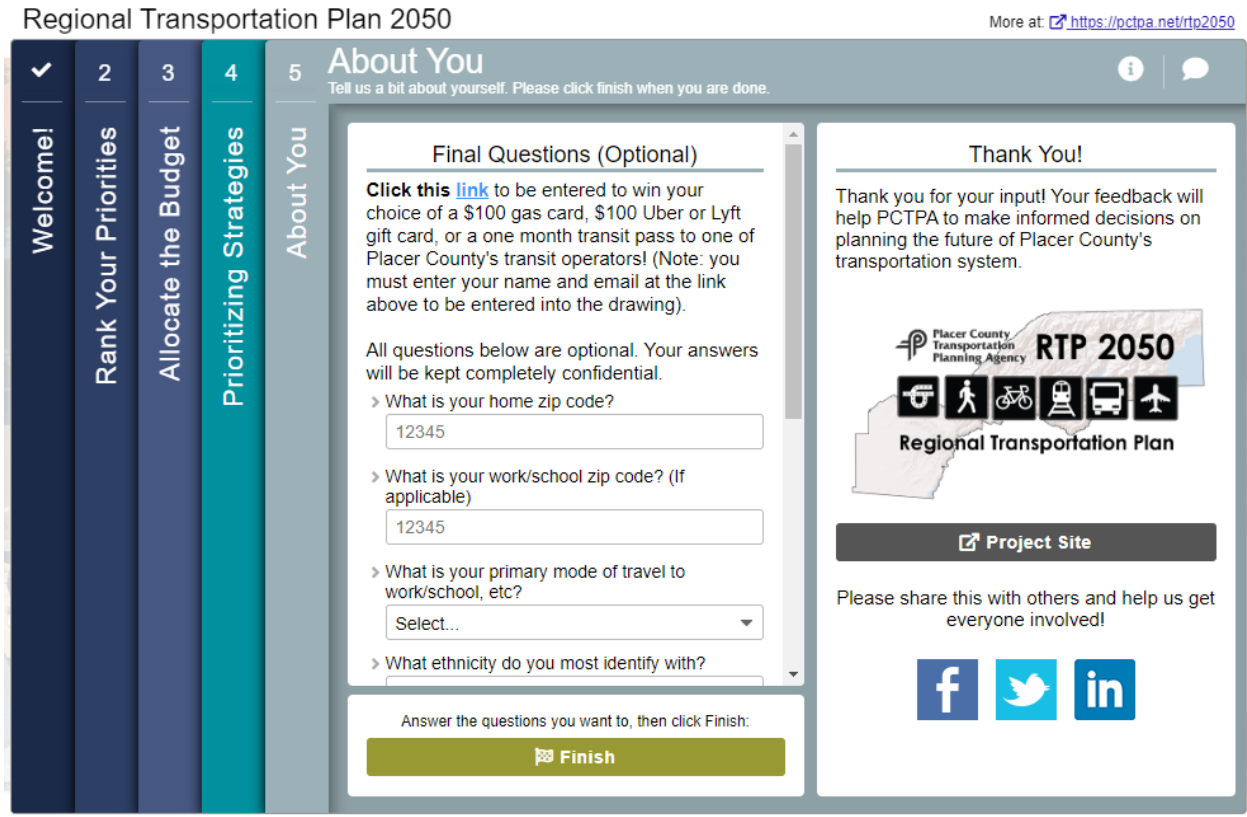 Regional Transportation Plan 2050
More at: https://pctpa.net/rtp2050
Welcome!
2
Rank Your Priorities
3
Allocate the Budget
4
Prioritizing Strategies
5
About You
About You
Tell us a bit about yourself. Please click finish when you are done.
Final Questions (Optional)
Click this link to be entered to win your
choice of a $100 gas card, $100 Uber or Lyft
gift card, or a one month transit pass to one of
Placer County's transit operators! (Note: you
must enter your name and email at the link
above to be entered into the drawing).
All questions below are optional. Your answers
will be kept completely confidential.
What is your home zip code?
12345
What is your work/school zip code? (If
applicable)
12345
What is your primary mode of travel to
work/school, etc?
Select...
What ethnicity do you most identify with?
Answer the questions you want to, then click Finish:
Finish
Thank You!
Thank you for your input! Your feedback will
help PCTPA to make informed decisions on
planning the future of Placer County's
transportation system.
Placer County
Transportation
Planning Agency
RTP 2050
Regional Transportation Plan
Project Site
Please share this with others and help us get
everyone involved!
f
in